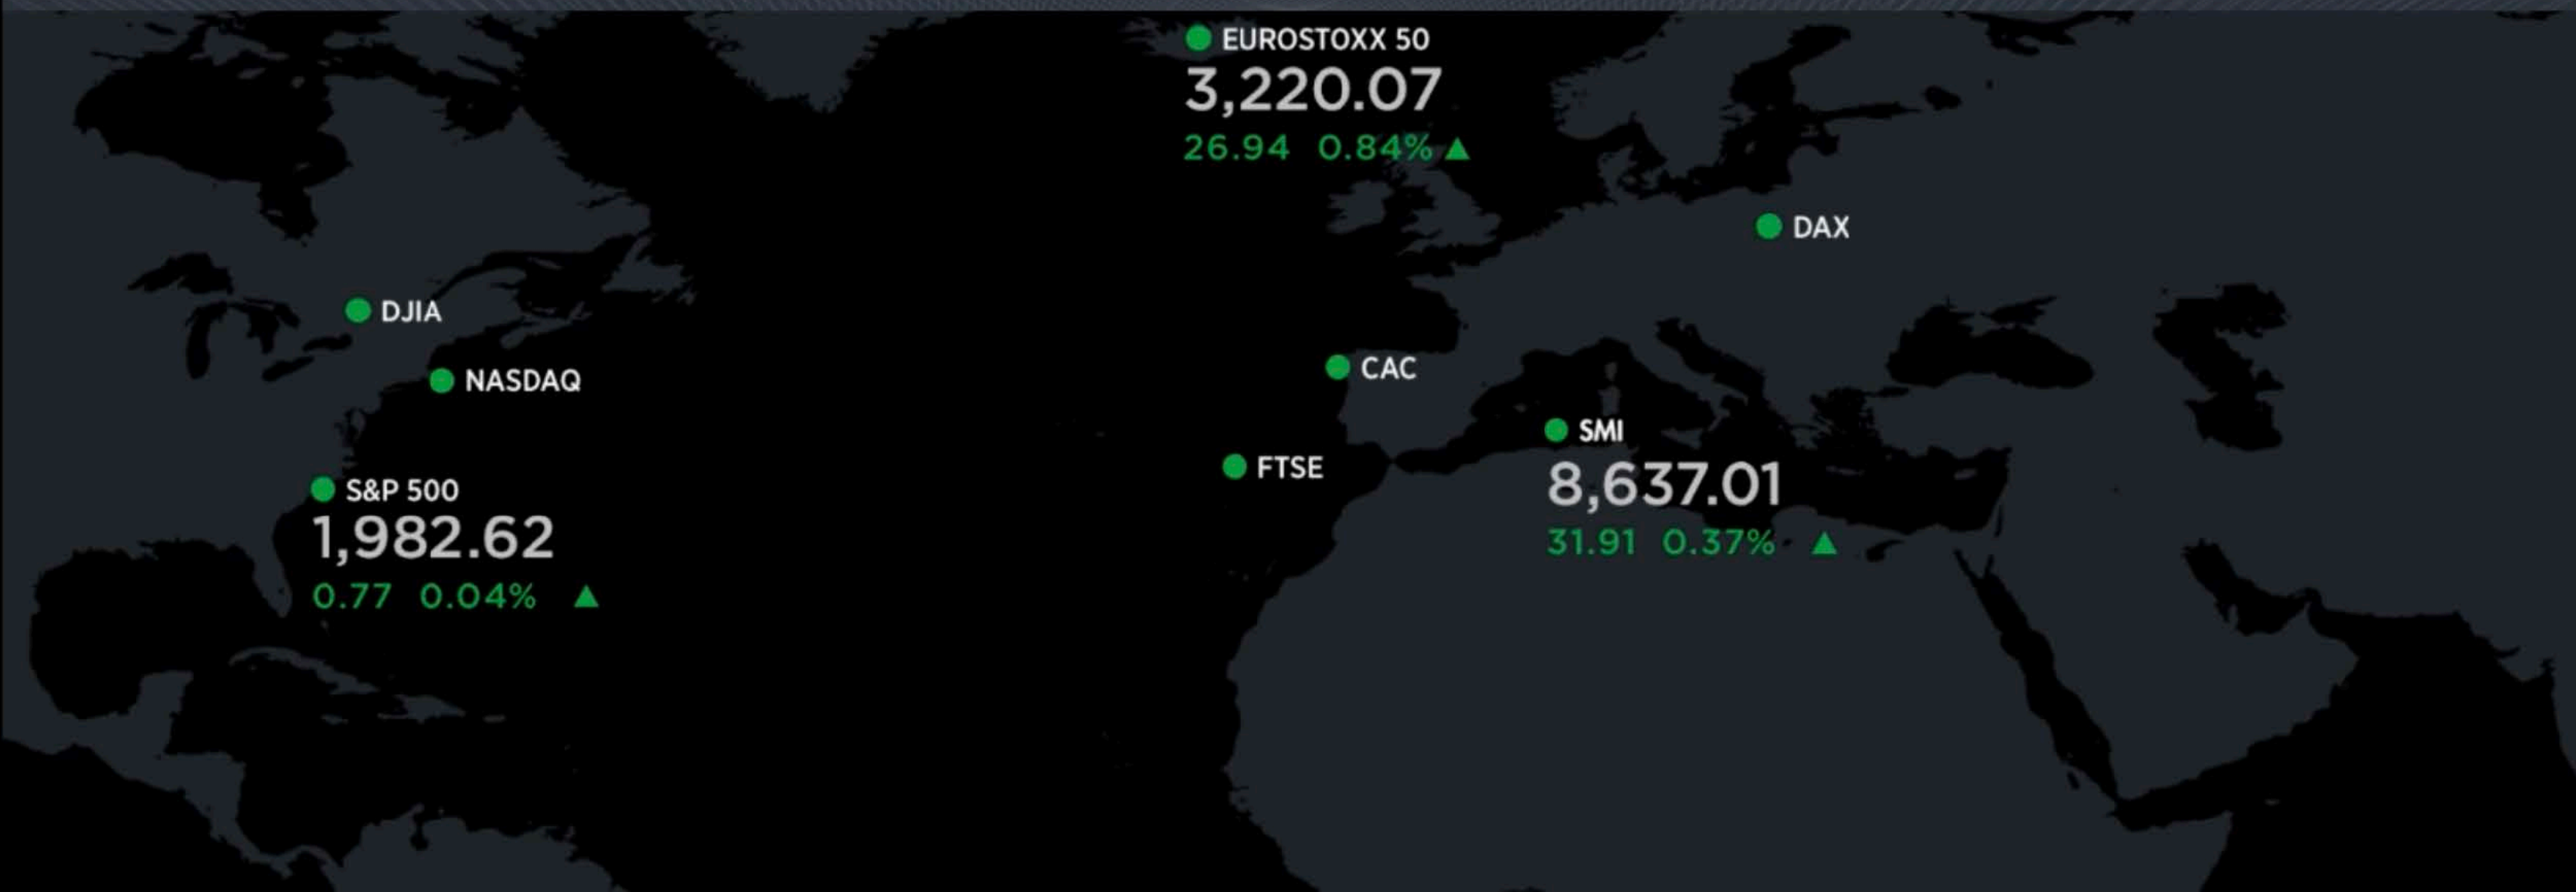 EUROSTOXX 50
3,220.07
26.94 0.84% ▲
DAX
DJIA
NASDAQ
CAC
SMI
8,637.01
31.91 0.37% ▲
FTSE
S&P 500
1,982.62
0.77 0.04% ▲